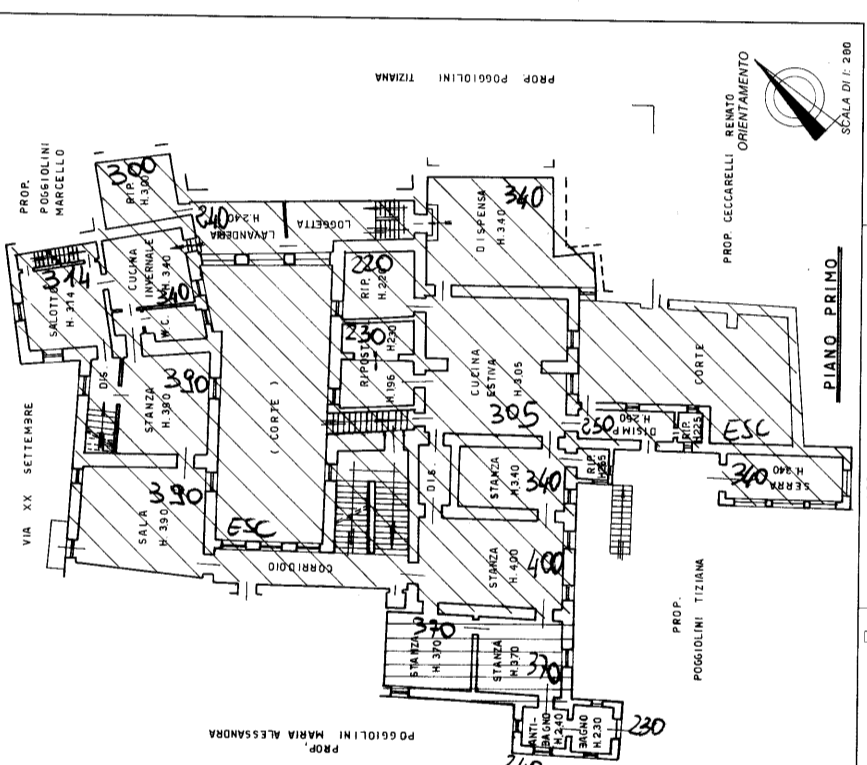 PROP. POGGIOLINI TIZIANA
PROP. CECCARELLI RENATO
ORIENTAMENTO
SCALA DI 1: 200
PROP.
POGGIOLINI
MARCELLO
300
RIP.
H.300
240
LAVANDERIA
H.240
LOGGETTA
DISPENSA
H.340
340
SALOTTO
H.314
314
CUCINA
INVERNALE
H.340
340
W.C.
RIP.
H.220
220
RIPOST.
H.230
230
H.196
CUCINA
ESTIVA
H.305
305
CORTE
PIANO PRIMO
VIA XX SETTEMBRE
DIS.
STANZA
H.390
390
( CORTE )
ESC
SALA
H.390
390
DIS.
STANZA
H.340
340
250
DISIMP.
H.250
RIP.
H.225
RIP.
ESC
SERRA
H.340
340
CORRIDOIO
STANZA
H.400
400
STANZA
H.370
370
STANZA
H.370
370
PROP.
POGGIOLINI TIZIANA
PROP.
POGGIOLINI MARIA ALESSANDRA
ANTI-
BAGNO
H.240
240
BAGNO
H.230
230